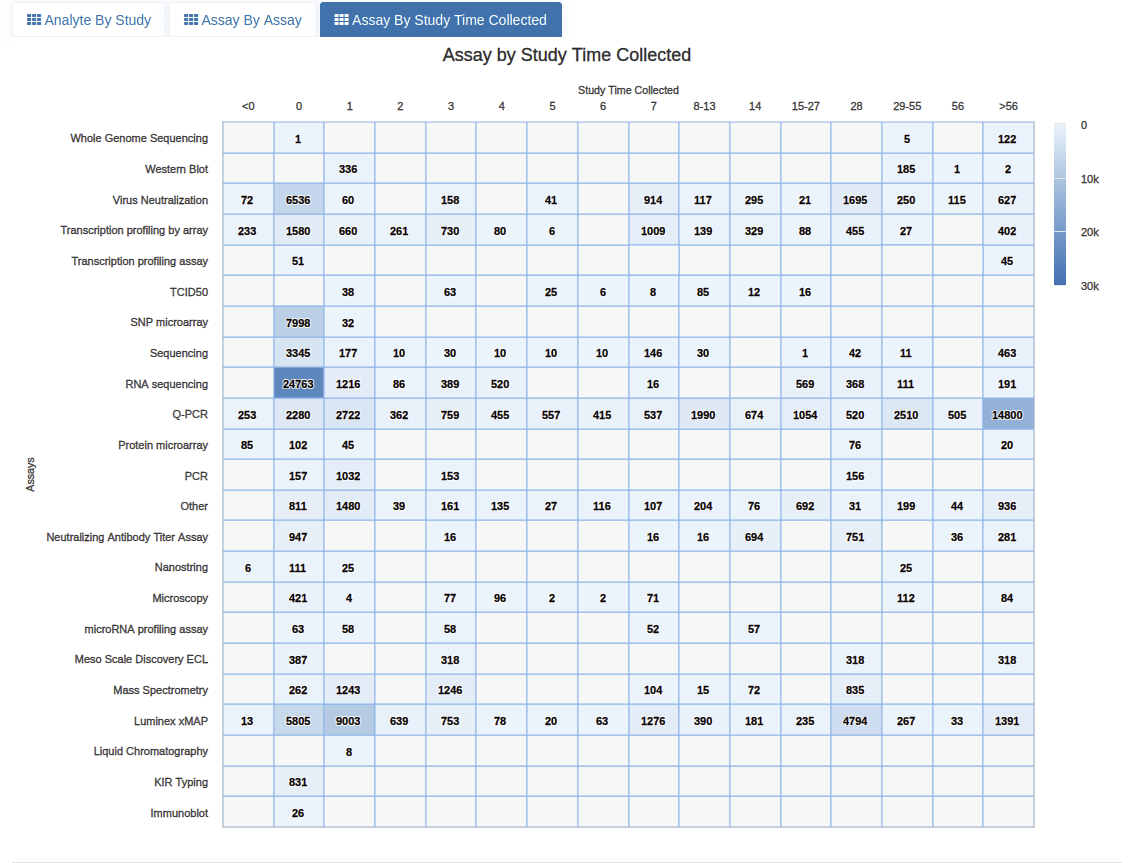 Analyte By Study Assay By Assay Assay By Study Time Collected
Assay by Study Time Collected
Study Time Collected
<0 0 1 2 3 4 5 6 7 8-13 14 15-27 28 29-55 56 >56
Whole Genome Sequencing 1 5 122
Western Blot 336 185 1 2
Virus Neutralization 72 6536 60 158 41 914 117 295 21 1695 250 115 627
Transcription profiling by array 233 1580 660 261 730 80 6 1009 139 329 88 455 27 402
Transcription profiling assay 51 45
TCID50 38 63 25 6 8 85 12 16
SNP microarray 7998 32
Sequencing 3345 177 10 30 10 10 10 146 30 1 42 11 463
RNA sequencing 24763 1216 86 389 520 16 569 368 111 191
Q-PCR 253 2280 2722 362 759 455 557 415 537 1990 674 1054 520 2510 505 14800
Protein microarray 85 102 45 76 20
PCR 157 1032 153 156
Other 811 1480 39 161 135 27 116 107 204 76 692 31 199 44 936
Neutralizing Antibody Titer Assay 947 16 16 16 694 751 36 281
Nanostring 6 111 25 25
Microscopy 421 4 77 96 2 2 71 112 84
microRNA profiling assay 63 58 58 52 57
Meso Scale Discovery ECL 387 318 318 318
Mass Spectrometry 262 1243 1246 104 15 72 835
Luminex xMAP 13 5805 9003 639 753 78 20 63 1276 390 181 235 4794 267 33 1391
Liquid Chromatography 8
KIR Typing 831
Immunoblot 26
Assays
0
10k
20k
30k